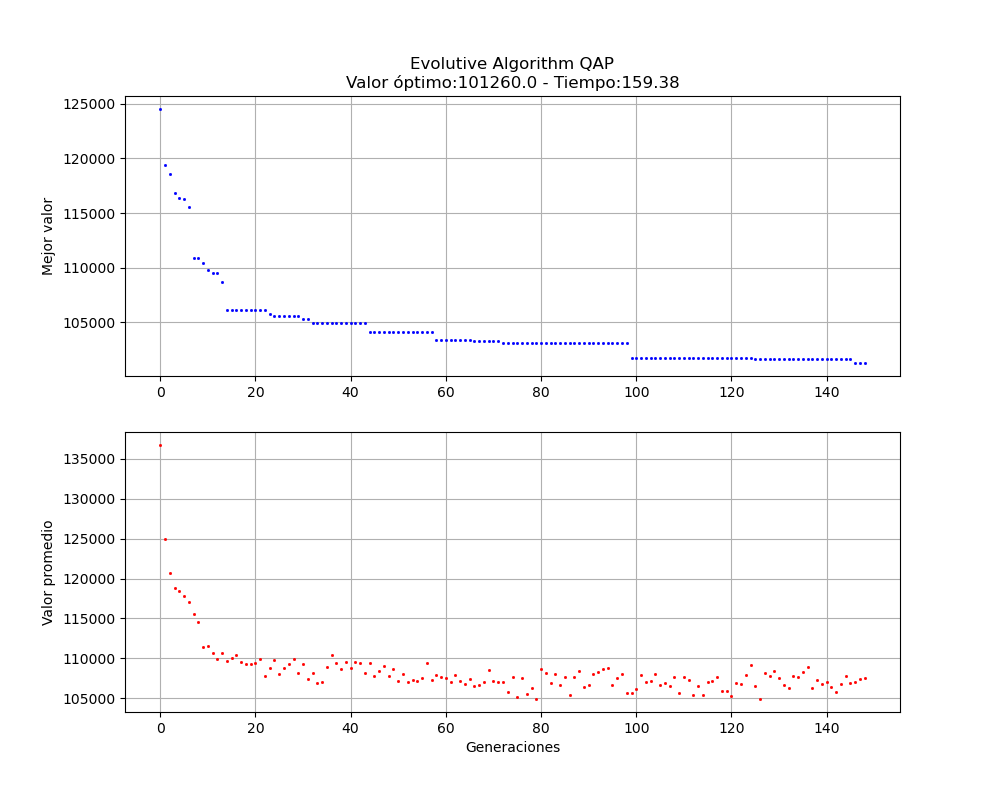 Evolutive Algorithm QAP
Valor óptimo:101260.0 - Tiempo:159.38
Mejor valor
125000
120000
115000
110000
105000
0 20 40 60 80 100 120 140
Valor promedio
135000
130000
125000
120000
115000
110000
105000
0 20 40 60 80 100 120 140
Generaciones